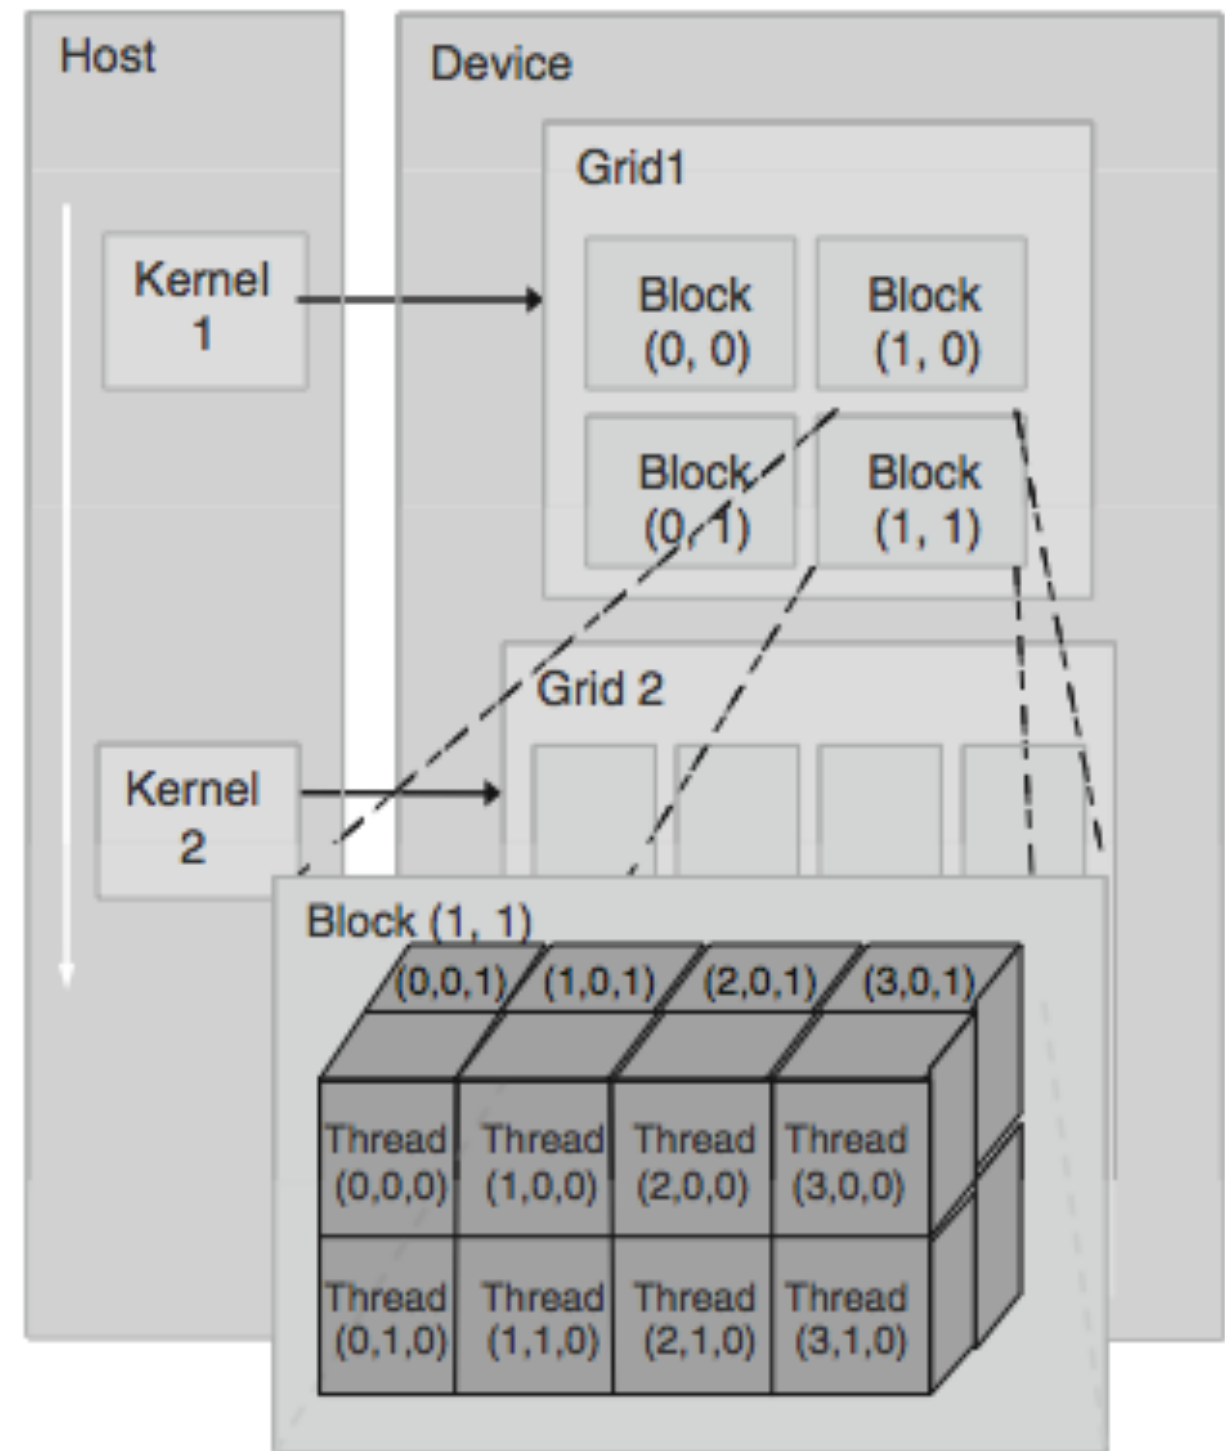 Host
Device
Grid1
Kernel
1
Block
(0, 0)
Block
(1, 0)
Block
(0, 1)
Block
(1, 1)
Grid 2
Kernel
2
Block (1, 1)
(0,0,1) (1,0,1) (2,0,1) (3,0,1)
Thread
(0,0,0)
Thread
(1,0,0)
Thread
(2,0,0)
Thread
(3,0,0)
Thread
(0,1,0)
Thread
(1,1,0)
Thread
(2,1,0)
Thread
(3,1,0)